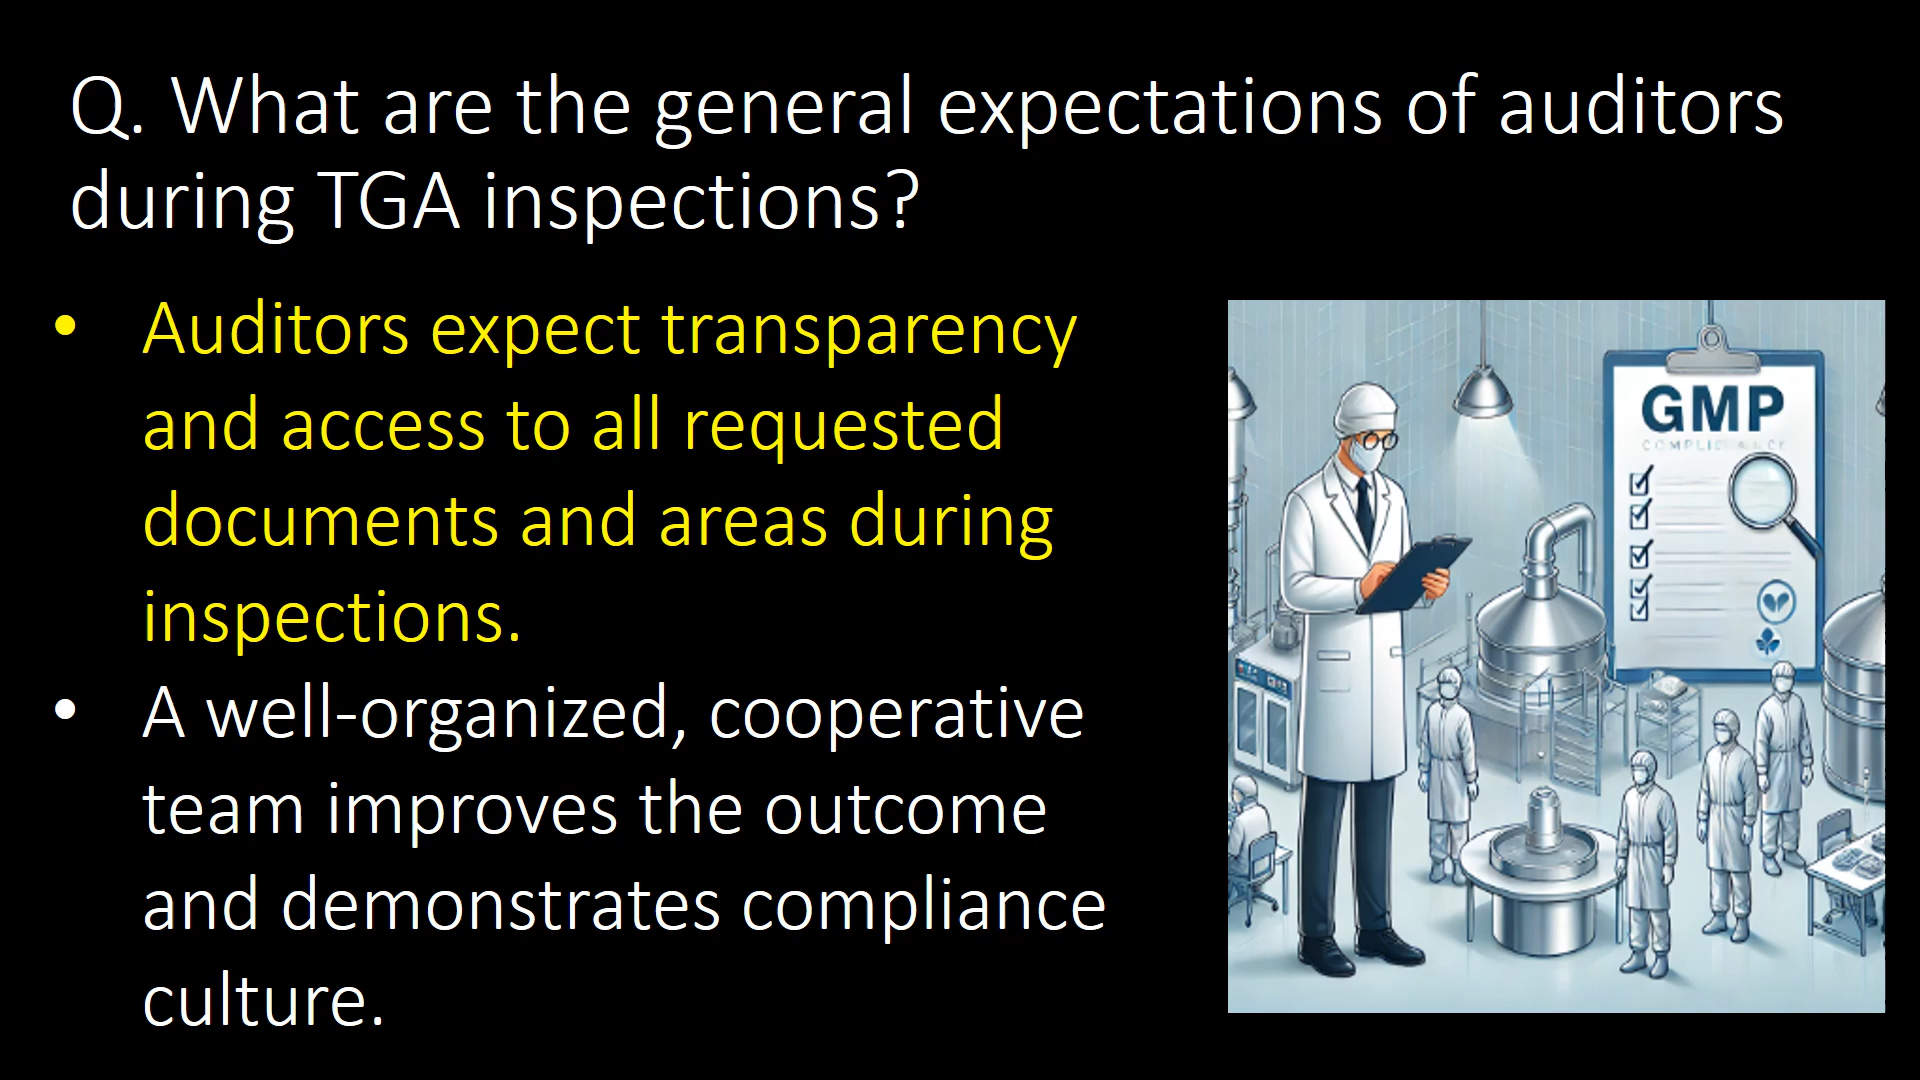 Q. What are the general expectations of auditors
during TGA inspections?
• Auditors expect transparency
and access to all requested
documents and areas during
inspections.
• A well-organized, cooperative
team improves the outcome
and demonstrates compliance
culture.
GMP